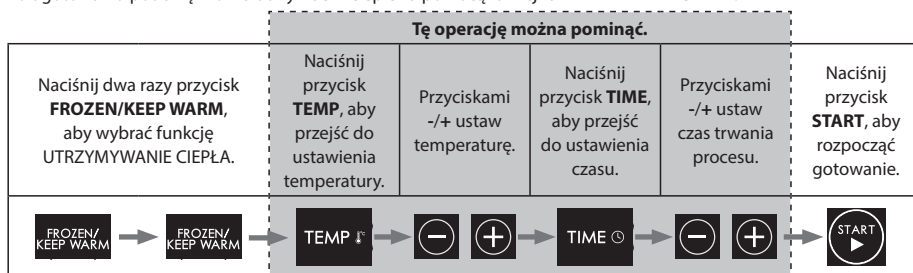 Tę operację można pominąć.
Naciśnij dwa razy przycisk
FROZEN/KEEP WARM,
aby wybrać funkcję
UTRZYMYWANIE CIEPŁA.
Naciśnij
przycisk
TEMP, aby
przejść do
ustawienia
temperatury.
Przyciskami
-/+ ustaw
temperaturę.
Naciśnij
przycisk TIME,
aby przejść
do ustawienia
czasu.
Przyciskami
-/+ ustaw
czas trwania
procesu.
Naciśnij
przycisk
START, aby
rozpocząć
gotowanie.
FROZEN/
KEEP WARM
FROZEN/
KEEP WARM
TEMP
TIME
START